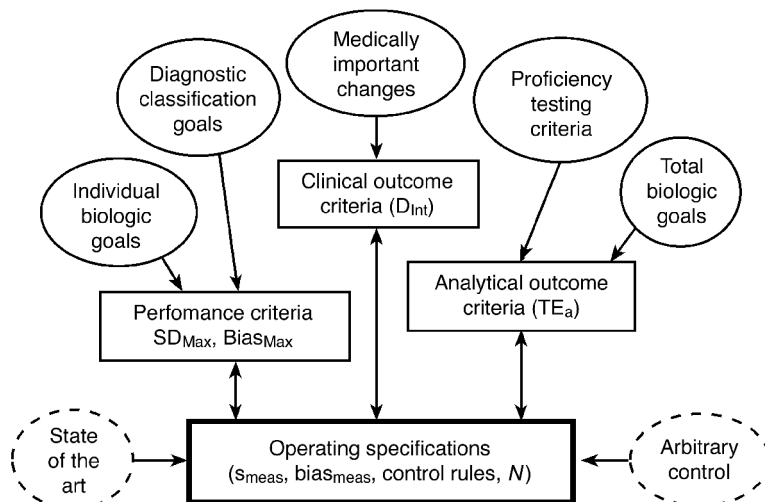 Medically
important
changes
Diagnostic
classification
goals
Proficiency
testing
criteria
Individual
biologic
goals
Total
biologic
goals
Clinical outcome
criteria (D_Int)
Analytical outcome
criteria (TE_a)
Perfomance criteria
SD_Max, Bias_Max
State
of the
art
Operating specifications
(s_meas, bias_meas, control rules, N)
Arbitrary
control